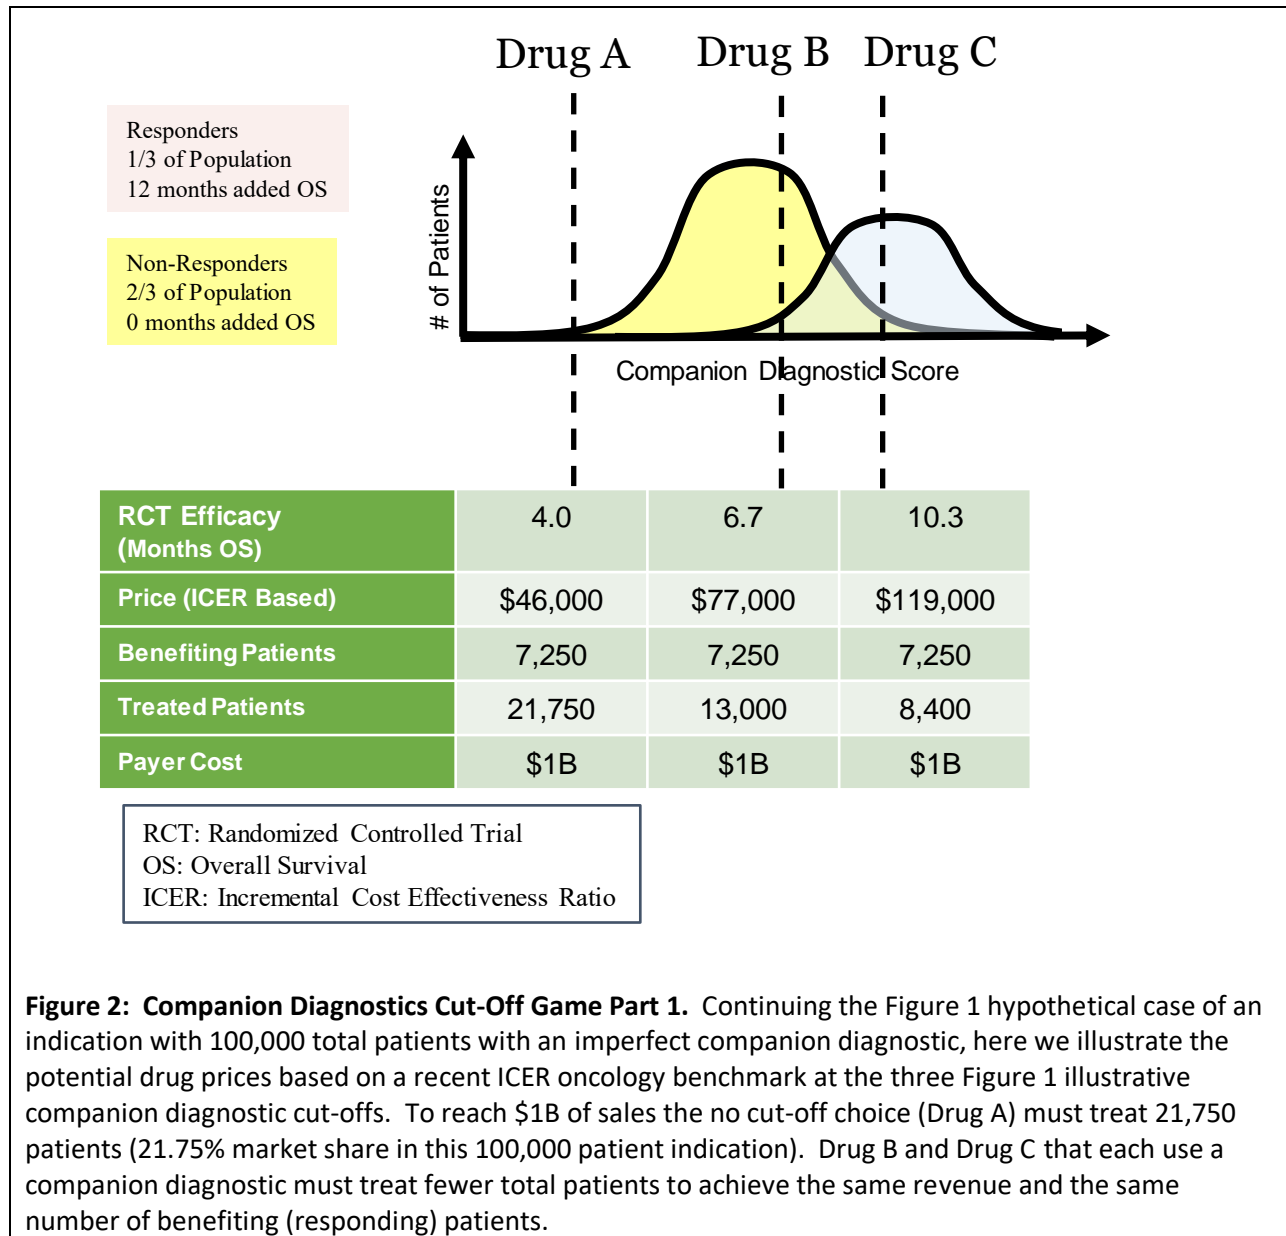 Drug A Drug B Drug C
Responders
1/3 of Population
12 months added OS
Non-Responders
2/3 of Population
0 months added OS
# of Patients
Companion Diagnostic Score
RCT Efficacy
(Months OS) 4.0 6.7 10.3
Price (ICER Based) $46,000 $77,000 $119,000
Benefiting Patients 7,250 7,250 7,250
Treated Patients 21,750 13,000 8,400
Payer Cost $1B $1B $1B
RCT: Randomized Controlled Trial
OS: Overall Survival
ICER: Incremental Cost Effectiveness Ratio
Figure 2: Companion Diagnostics Cut-Off Game Part 1. Continuing the Figure 1 hypothetical case of an
indication with 100,000 total patients with an imperfect companion diagnostic, here we illustrate the
potential drug prices based on a recent ICER oncology benchmark at the three Figure 1 illustrative
companion diagnostic cut-offs. To reach $1B of sales the no cut-off choice (Drug A) must treat 21,750
patients (21.75% market share in this 100,000 patient indication). Drug B and Drug C that each use a
companion diagnostic must treat fewer total patients to achieve the same revenue and the same
number of benefiting (responding) patients.